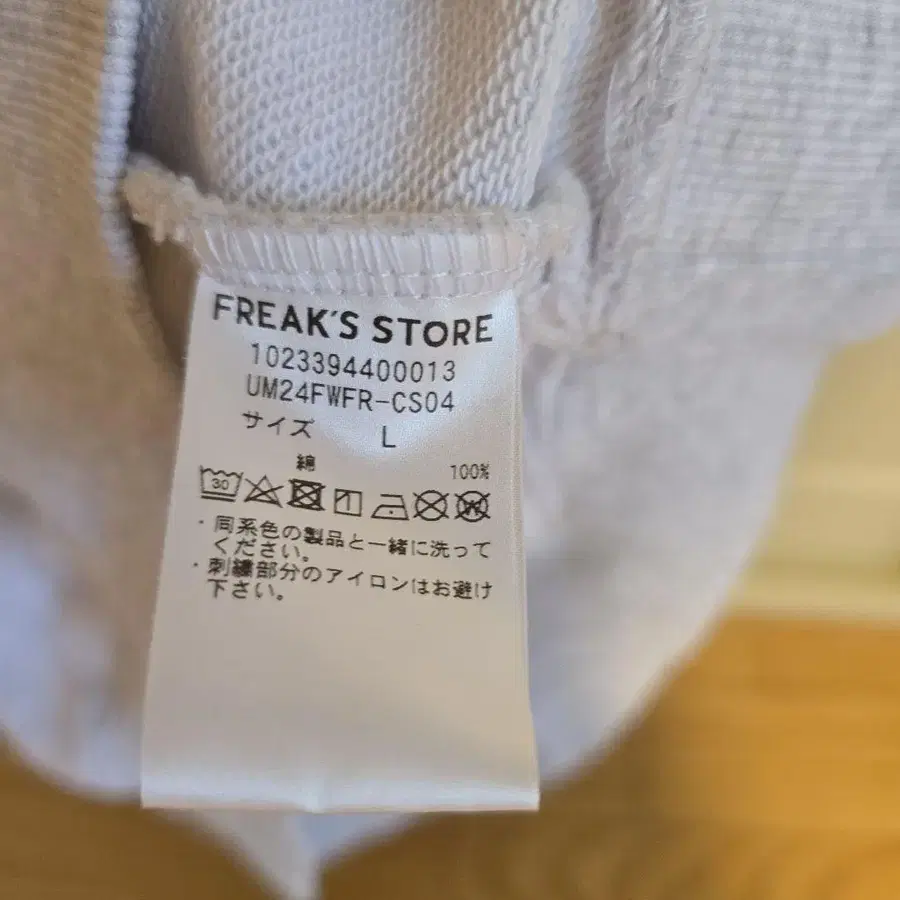 FREAK'S STORE
1023394400013
UM24FWFR-CS04
サイズ L
綿 100%
30 W
・同系色の製品と一緒に洗って
ください。
・刺繍部分のアイロンはお避け
下さい。